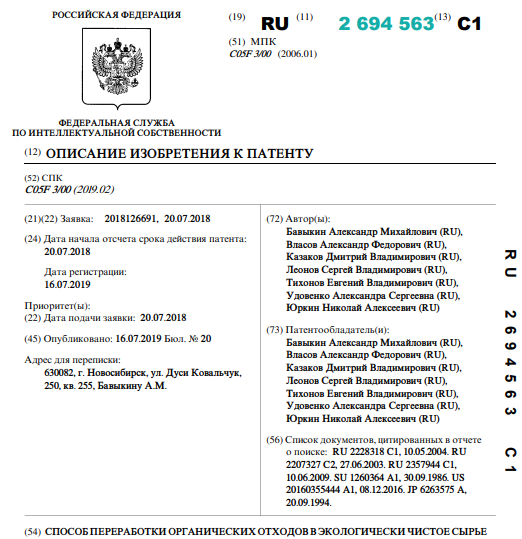 РОССИЙСКАЯ ФЕДЕРАЦИЯ
ФЕДЕРАЛЬНАЯ СЛУЖБА
ПО ИНТЕЛЛЕКТУАЛЬНОЙ СОБСТВЕННОСТИ
(19) RU (11) 2 694 563 (13) C1
(51) МПК
C05F 3/00 (2006.01)
(12) ОПИСАНИЕ ИЗОБРЕТЕНИЯ К ПАТЕНТУ
(52) СПК
C05F 3/00 (2019.02)
(21)(22) Заявка: 2018126691, 20.07.2018
(24) Дата начала отсчета срока действия патента:
20.07.2018
Дата регистрации:
16.07.2019
Приоритет(ы):
(22) Дата подачи заявки: 20.07.2018
(45) Опубликовано: 16.07.2019 Бюл. № 20
Адрес для переписки:
630082, г. Новосибирск, ул. Дуси Ковальчук,
250, кв. 255, Бавыкину А.М.
(72) Автор(ы):
Бавыкин Александр Михайлович (RU),
Власов Александр Федорович (RU),
Казаков Дмитрий Владимирович (RU),
Леонов Сергей Владимирович (RU),
Тихонов Евгений Владимирович (RU),
Удовенко Александра Сергеевна (RU),
Юркин Николай Алексеевич (RU)
(73) Патентообладатель(и):
Бавыкин Александр Михайлович (RU),
Власов Александр Федорович (RU),
Казаков Дмитрий Владимирович (RU),
Леонов Сергей Владимирович (RU),
Тихонов Евгений Владимирович (RU),
Удовенко Александра Сергеевна (RU),
Юркин Николай Алексеевич (RU)
(56) Список документов, цитированных в отчете
о поиске: RU 2228318 C1, 10.05.2004. RU
2207327 C2, 27.06.2003. RU 2357944 C1,
10.06.2009. SU 1260364 A1, 30.09.1986. US
20160355444 A1, 08.12.2016. JP 6263575 A,
20.09.1994.
(54) СПОСОБ ПЕРЕРАБОТКИ ОРГАНИЧЕСКИХ ОТХОДОВ В ЭКОЛОГИЧЕСКИ ЧИСТОЕ СЫРЬЕ
RU 2694563 C1